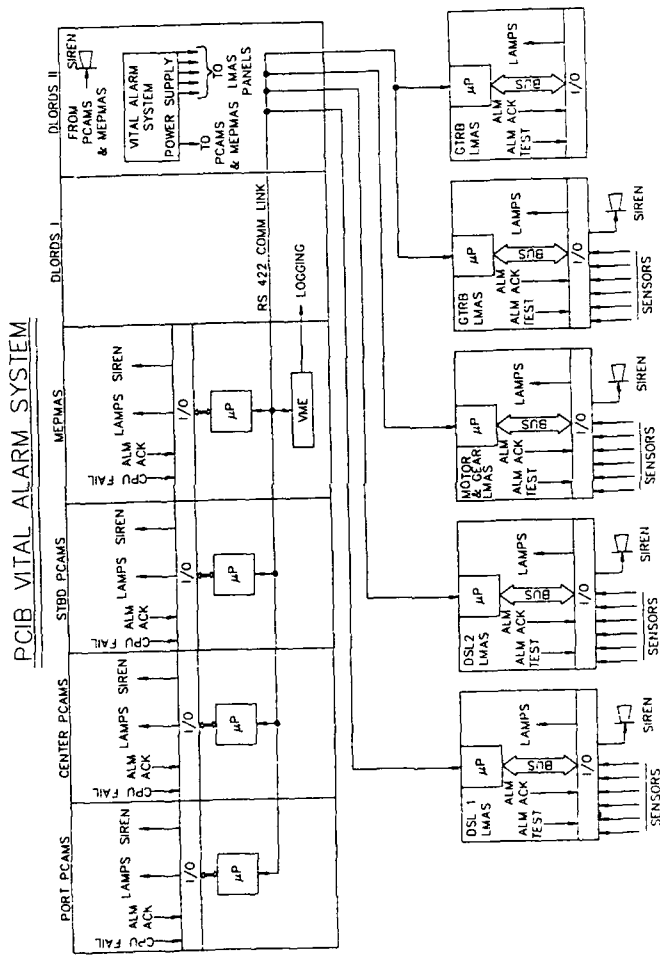 PCIB VITAL ALARM SYSTEM
PORT PCAMS
CPU FAIL
ALM
ACK
LAMPS
SIREN
I/O
μP
CENTER PCAMS
CPU FAIL
ALM
ACK
LAMPS
SIREN
I/O
μP
STBD PCAMS
CPU FAIL
ALM
ACK
LAMPS
SIREN
I/O
μP
MEPMAS
CPU FAIL
ALM
ACK
LAMPS
SIREN
I/O
μP
VME
DLORDS I
LOGGING
RS 422 COMM LINK
DLORDS II
FROM
PCAMS
& MEPMAS
SIREN
VITAL ALARM
SYSTEM
POWER SUPPLY
TO
PCAMS
& MEPMAS
TO
LMAS
PANELS
DSL 1
LMAS
μP
ALM
TEST
ALM
ACK
BUS
LAMPS
I/O
SENSORS
SIREN
DSL2
LMAS
μP
ALM
TEST
ALM
ACK
BUS
LAMPS
I/O
SENSORS
SIREN
MOTOR
& GEAR
LMAS
μP
ALM
TEST
ALM
ACK
BUS
LAMPS
I/O
SENSORS
SIREN
GTRB
LMAS
μP
ALM
TEST
ALM ACK
BUS
LAMPS
I/O
SENSORS
SIREN
GTRB
LMAS
μP
ALM
TEST
ALM ACK
BUS
LAMPS
I/O